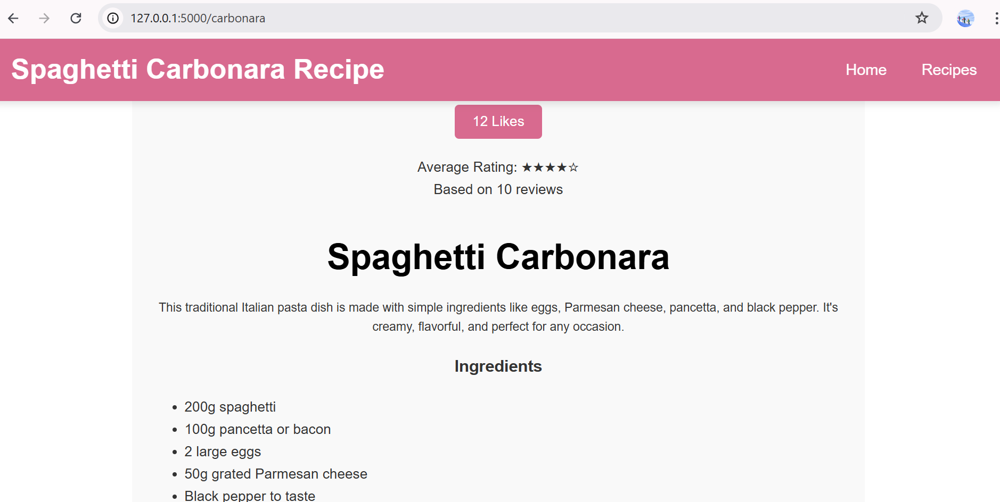 127.0.0.1:5000/carbonara
Spaghetti Carbonara Recipe
Home
Recipes
12 Likes
Average Rating: ★★★★☆
Based on 10 reviews
Spaghetti Carbonara
This traditional Italian pasta dish is made with simple ingredients like eggs, Parmesan cheese, pancetta, and black pepper. It's
creamy, flavorful, and perfect for any occasion.
Ingredients
• 200g spaghetti
• 100g pancetta or bacon
• 2 large eggs
• 50g grated Parmesan cheese
• Black pepper to taste